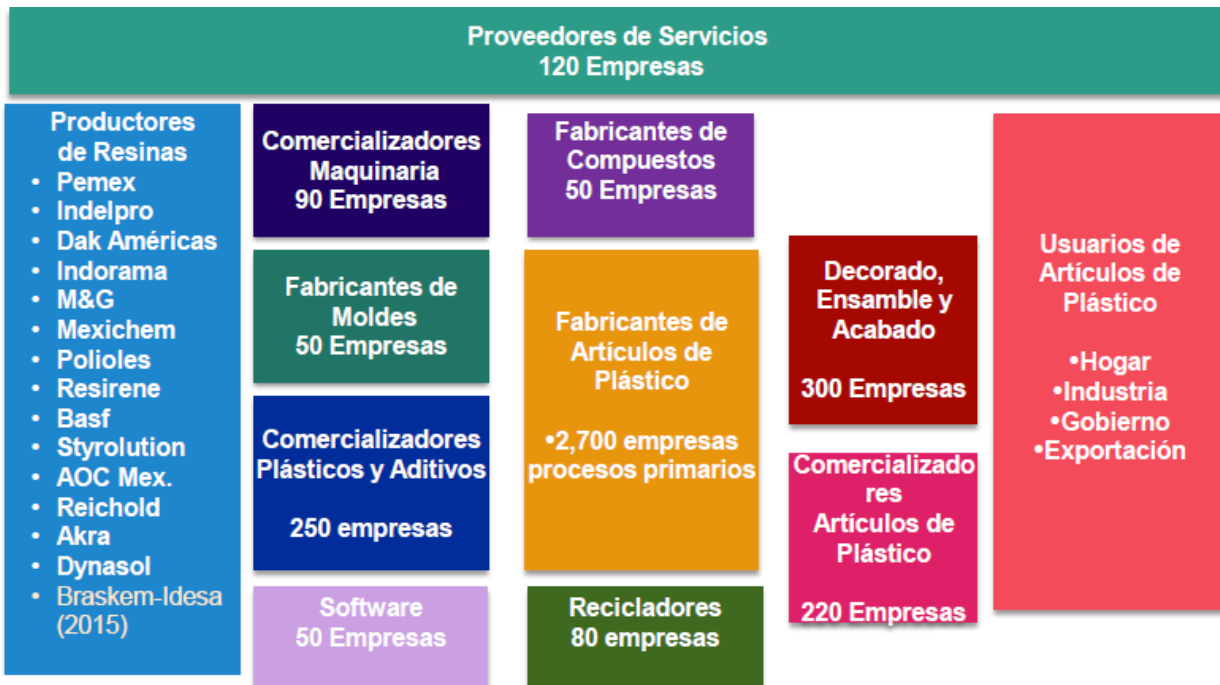 Proveedores de Servicios
120 Empresas
Productores
de Resinas
• Pemex
• Indelpro
• Dak Américas
• Indorama
• M&G
• Mexichem
• Polioles
• Resirene
• Basf
• Styrolution
• AOC Mex.
• Reichold
• Akra
• Dynasol
• Braskem-Idesa
(2015)
Comercializadores
Maquinaria
90 Empresas
Fabricantes de
Moldes
50 Empresas
Comercializadores
Plásticos y Aditivos
250 empresas
Software
50 Empresas
Fabricantes de
Compuestos
50 Empresas
Fabricantes de
Artículos de
Plástico
•2,700 empresas
procesos primarios
Recicladores
80 empresas
Decorado,
Ensamble y
Acabado
300 Empresas
Comercializado
res
Artículos de
Plástico
220 Empresas
Usuarios de
Artículos de
Plástico
•Hogar
•Industria
•Gobierno
•Exportación